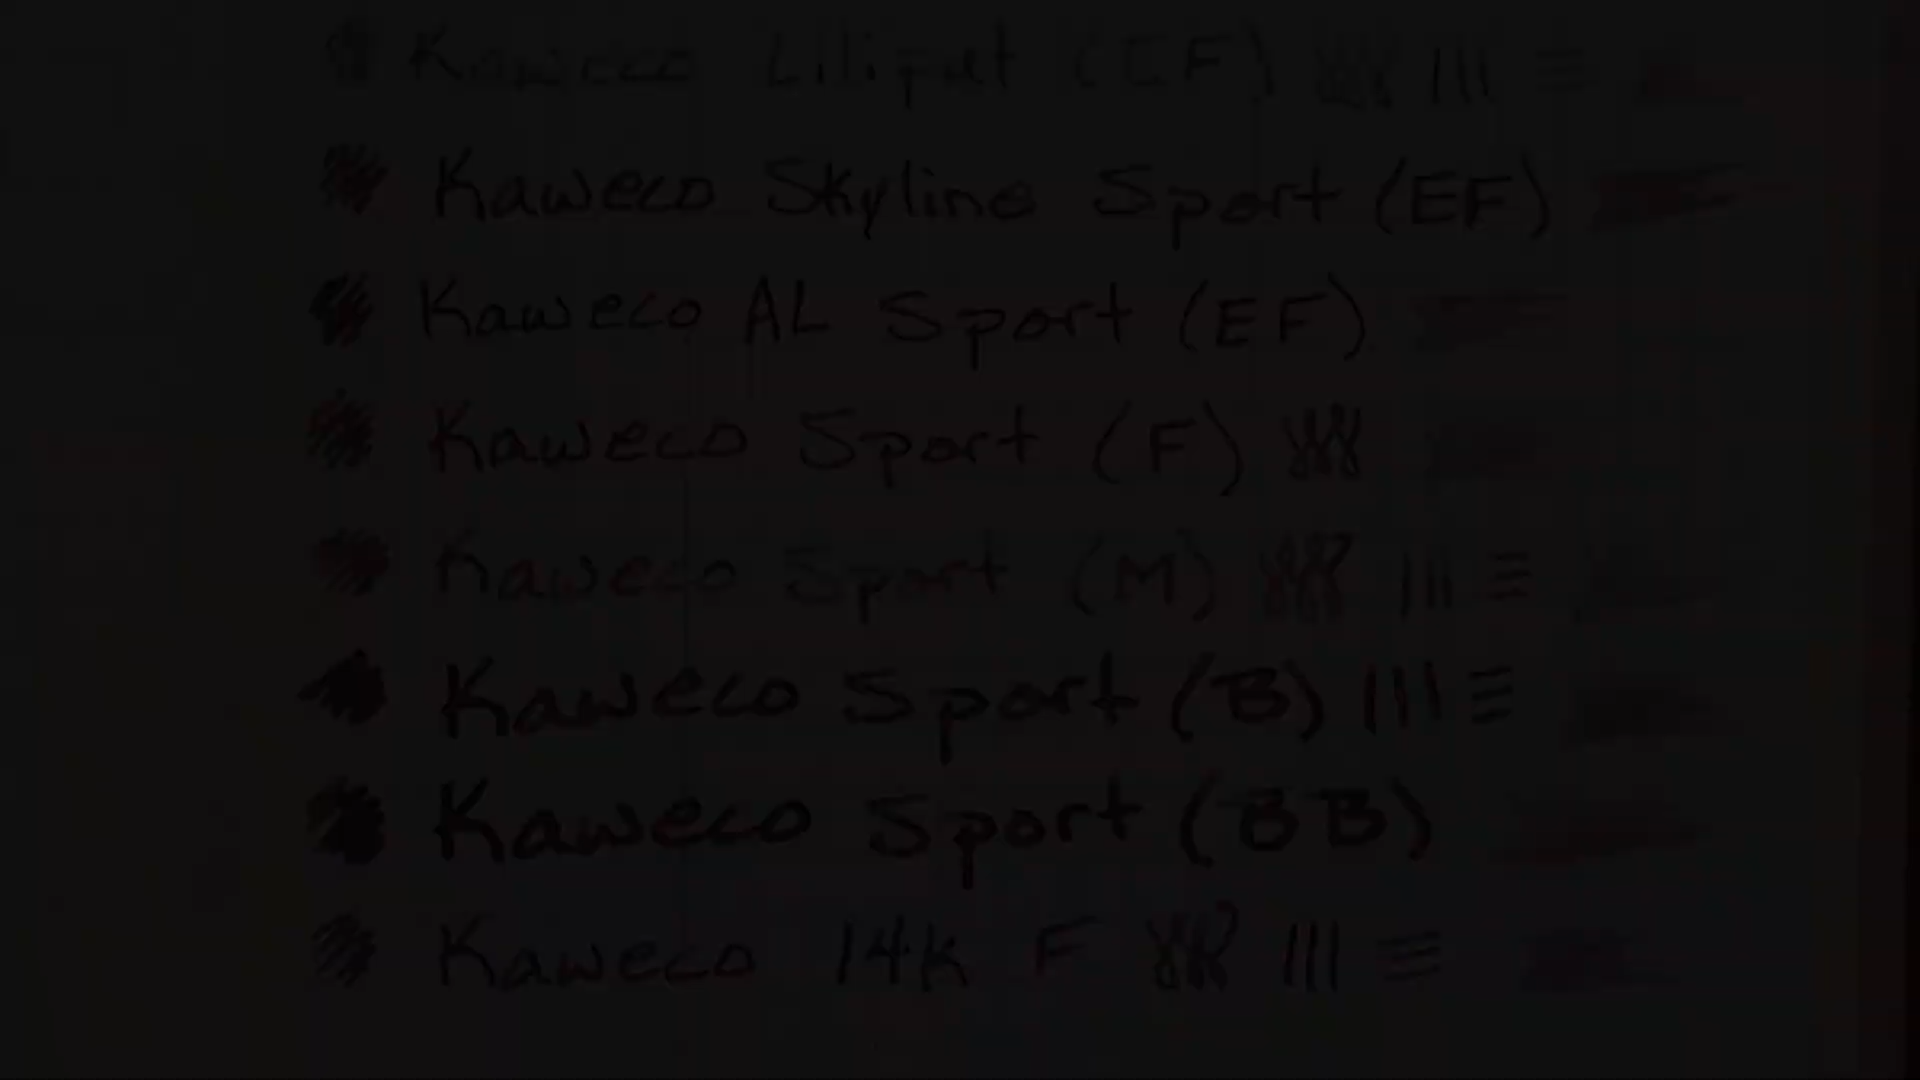 Kaweco Liliput (EF)
Kaweco Skyline Sport (EF)
Kaweco AL Sport (EF)
Kaweco Sport (F)
Kaweco Sport (M)
Kaweco Sport (B)
Kaweco Sport (BB)
Kaweco 14k F